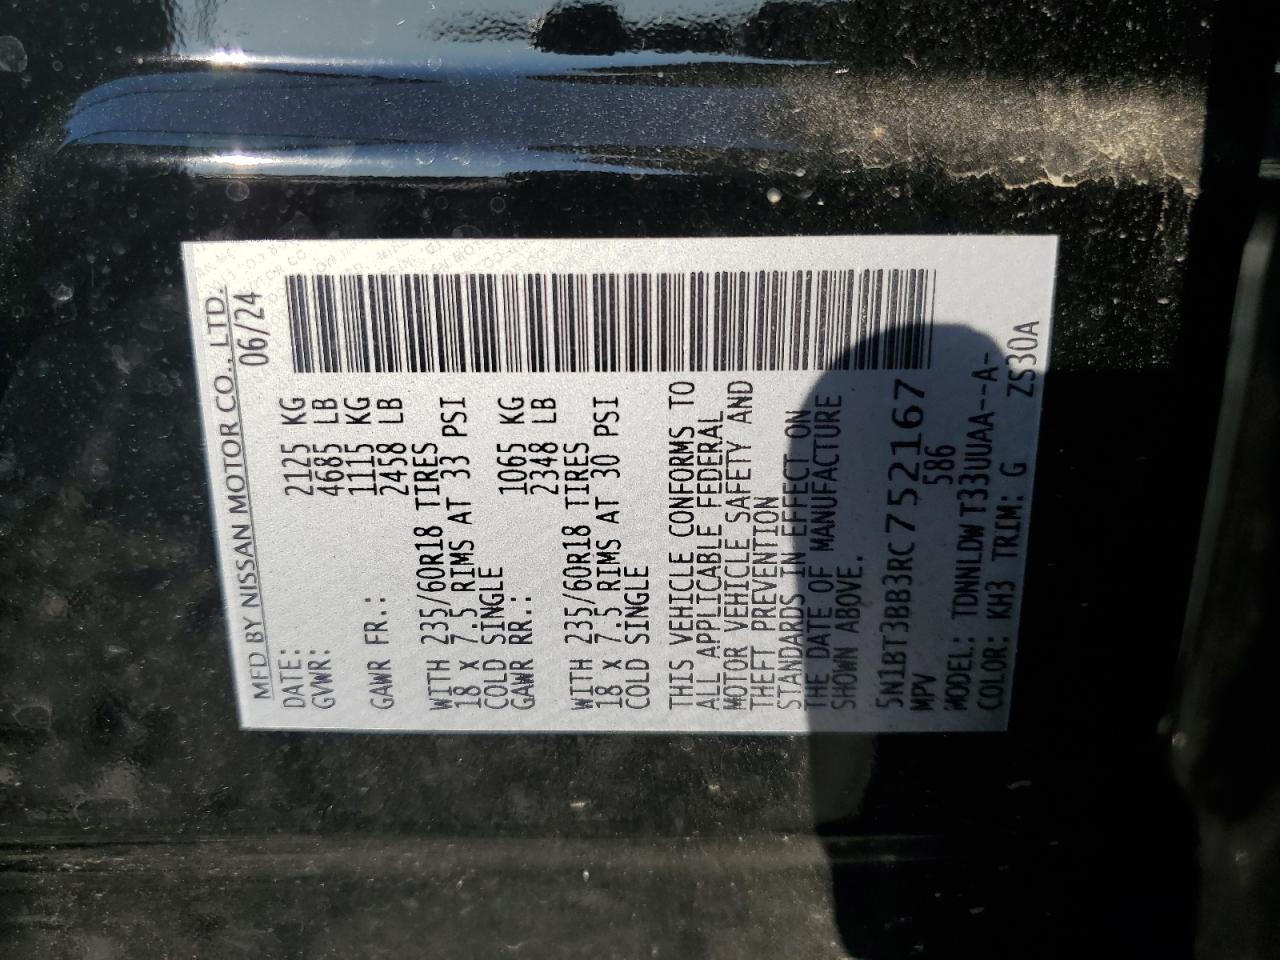 MFD BY NISSAN MOTOR CO., LTD.
DATE: 06/24
GVWR: 2125 KG
4685 LB
GAWR FR.: 1115 KG
2458 LB
WITH 235/60R18 TIRES
18 X 7.5 RIMS AT 33 PSI
COLD SINGLE
GAWR RR.: 1065 KG
2348 LB
WITH 235/60R18 TIRES
18 X 7.5 RIMS AT 30 PSI
COLD SINGLE
THIS VEHICLE CONFORMS TO
ALL APPLICABLE FEDERAL
MOTOR VEHICLE SAFETY AND
THEFT PREVENTION
STANDARDS IN EFFECT ON
THE DATE OF MANUFACTURE
SHOWN ABOVE.
5N1BT3BB3RC752167
MPV 586
MODEL: TDNNLDWT33UUAA--A-
COLOR: KH3 TRIM: G ZS30A